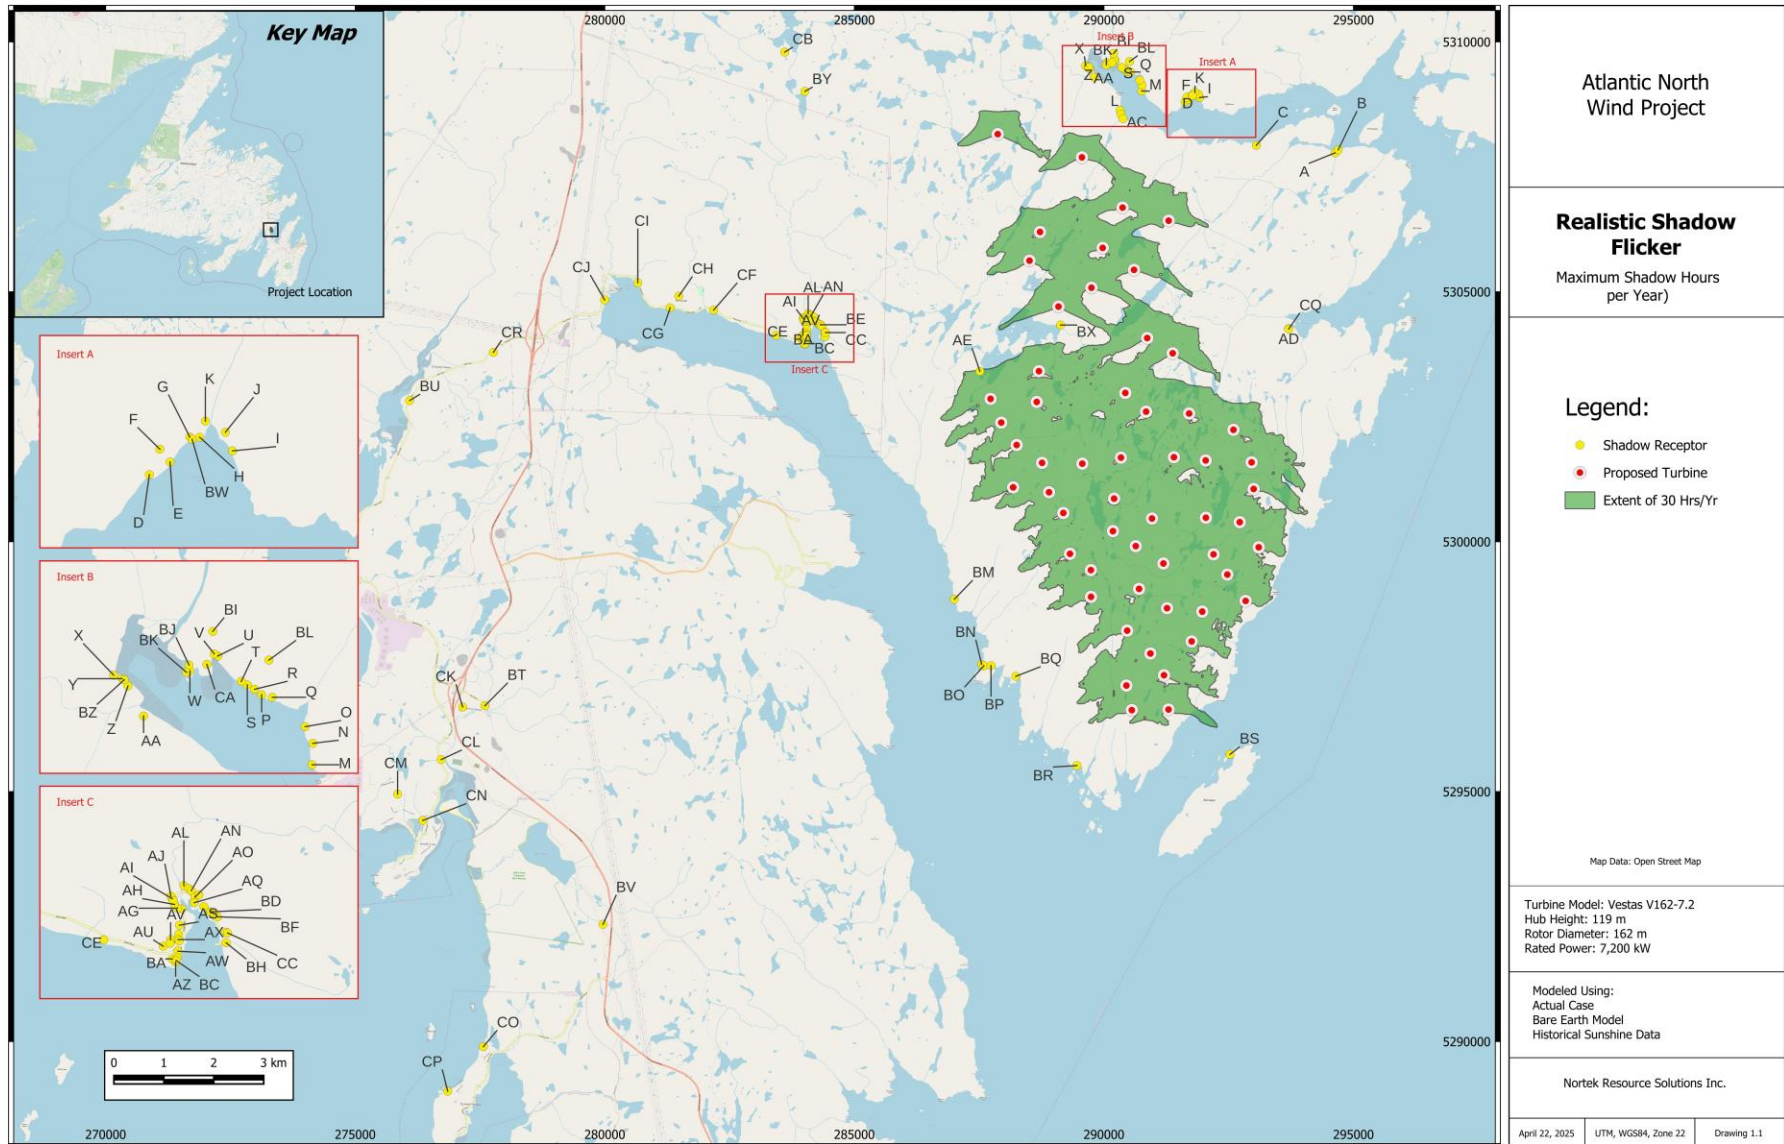 280000
285000
290000
295000
Key Map
Project Location
5310000
5305000
5300000
5295000
5290000
270000
275000
280000
285000
290000
295000
CB
BY
X
BK
BI
BL
Insert B
Z
AA
S
Q
M
L
AC
Insert A
F
K
I
D
C
B
A
CI
CJ
CH
CF
CG
AL
AN
AI
AV
BE
CE
BA
BC
CC
Insert C
CR
BU
AE
BX
CQ
AD
BM
BN
BO
BP
BQ
BR
BS
CK
BT
CL
CM
CN
BV
CO
CP
Insert A
G
K
J
F
I
H
BW
E
D
Insert B
X
BK
BJ
V
BI
U
T
BL
R
Y
BZ
Z
AA
W
CA
S
P
Q
O
N
M
Insert C
AL
AN
AJ
AO
AI
AH
AQ
AG
AV
AS
BD
BF
AU
AX
CE
BA
AW
CC
BH
AZ
BC
0 1 2 3 km
Atlantic North
Wind Project
Realistic Shadow
Flicker
Maximum Shadow Hours
per Year)
Legend:
Shadow Receptor
Proposed Turbine
Extent of 30 Hrs/Yr
Map Data: Open Street Map
Turbine Model: Vestas V162-7.2
Hub Height: 119 m
Rotor Diameter: 162 m
Rated Power: 7,200 kW
Modeled Using:
Actual Case
Bare Earth Model
Historical Sunshine Data
Nortek Resource Solutions Inc.
April 22, 2025
UTM, WGS84, Zone 22
Drawing 1.1